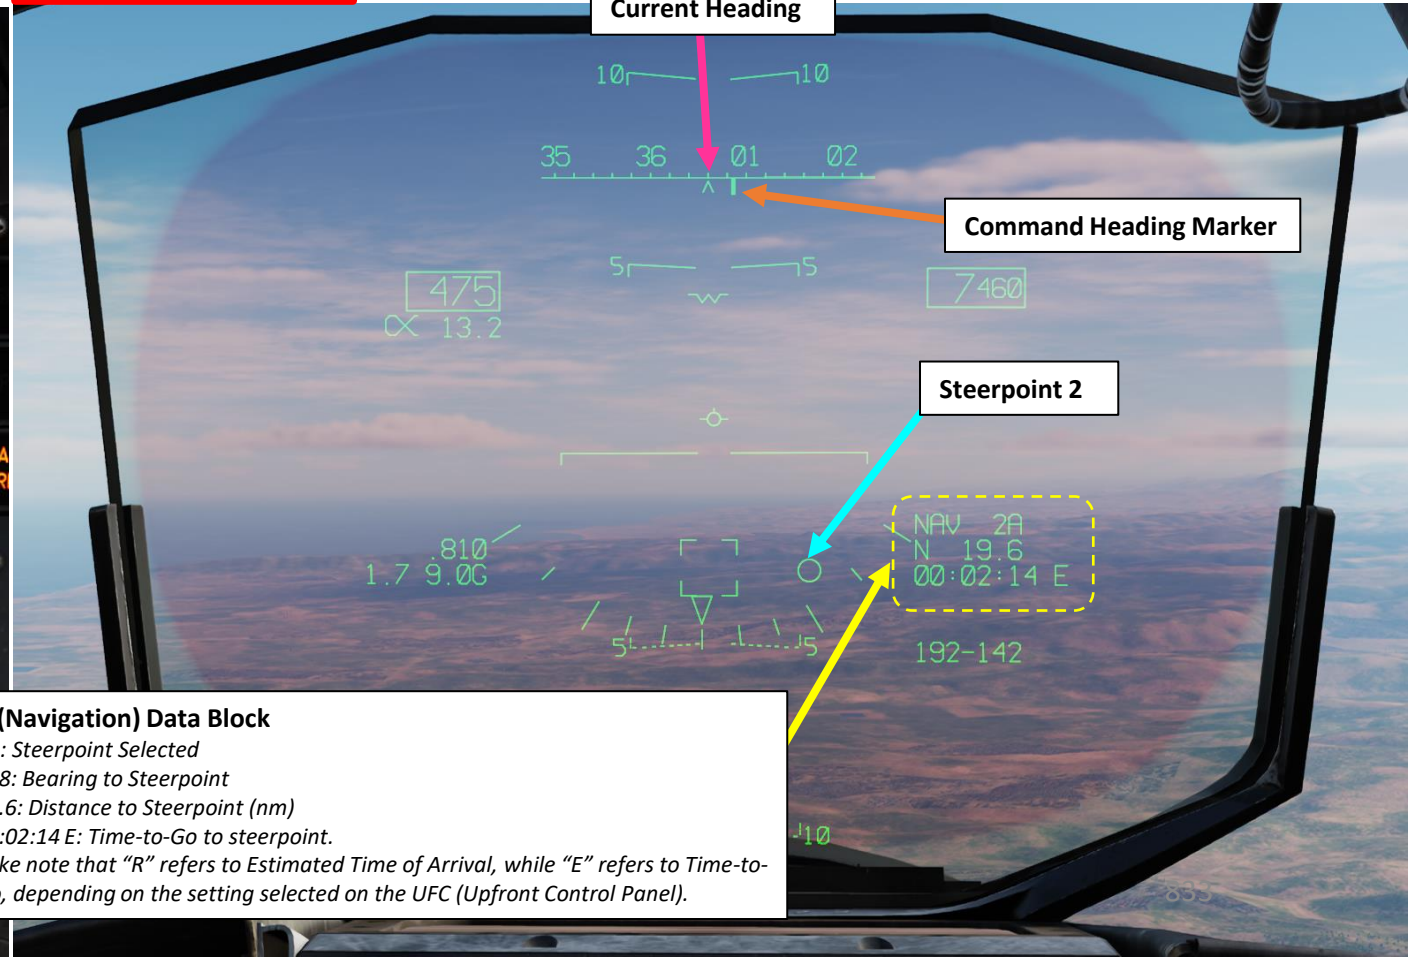 Current Heading
10 10
35 36 01 02
Command Heading Marker
5 5
475
7460
α 13.2
Steerpoint 2
NAV 2A
.810
N 19.6
1.7 9.0G
00:02:14 E
5 -5
192-142
(Navigation) Data Block
: Steerpoint Selected
8: Bearing to Steerpoint
.6: Distance to Steerpoint (nm)
:02:14 E: Time-to-Go to steerpoint.
ke note that “R” refers to Estimated Time of Arrival, while “E” refers to Time-to-
, depending on the setting selected on the UFC (Upfront Control Panel).
-10
833